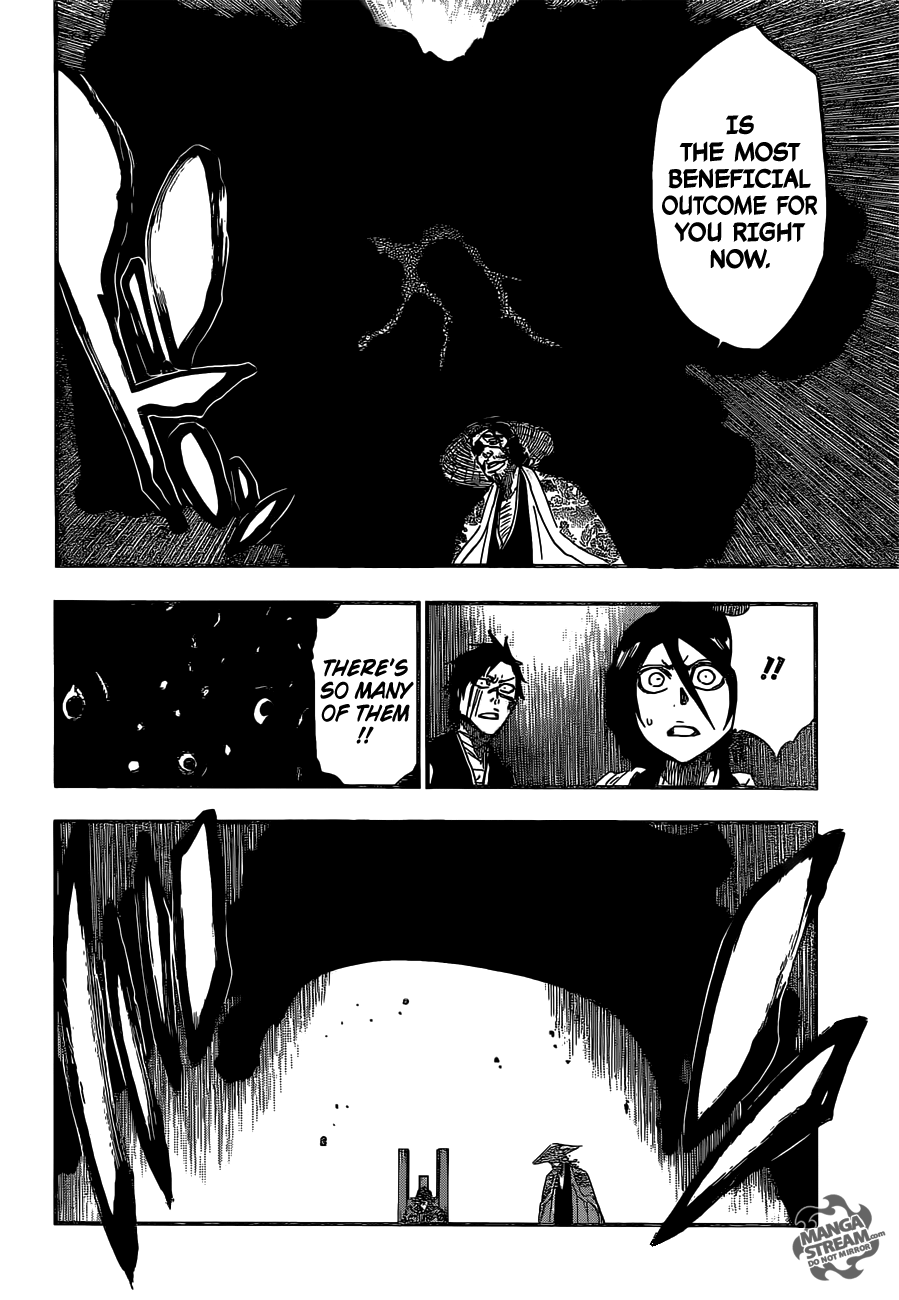 IS
THE MOST
BENEFICIAL
OUTCOME FOR
YOU RIGHT
NOW.
!!
THERE'S
SO MANY
OF THEM
!!
MANGA
STREAM.com
DO NOT MIRROR